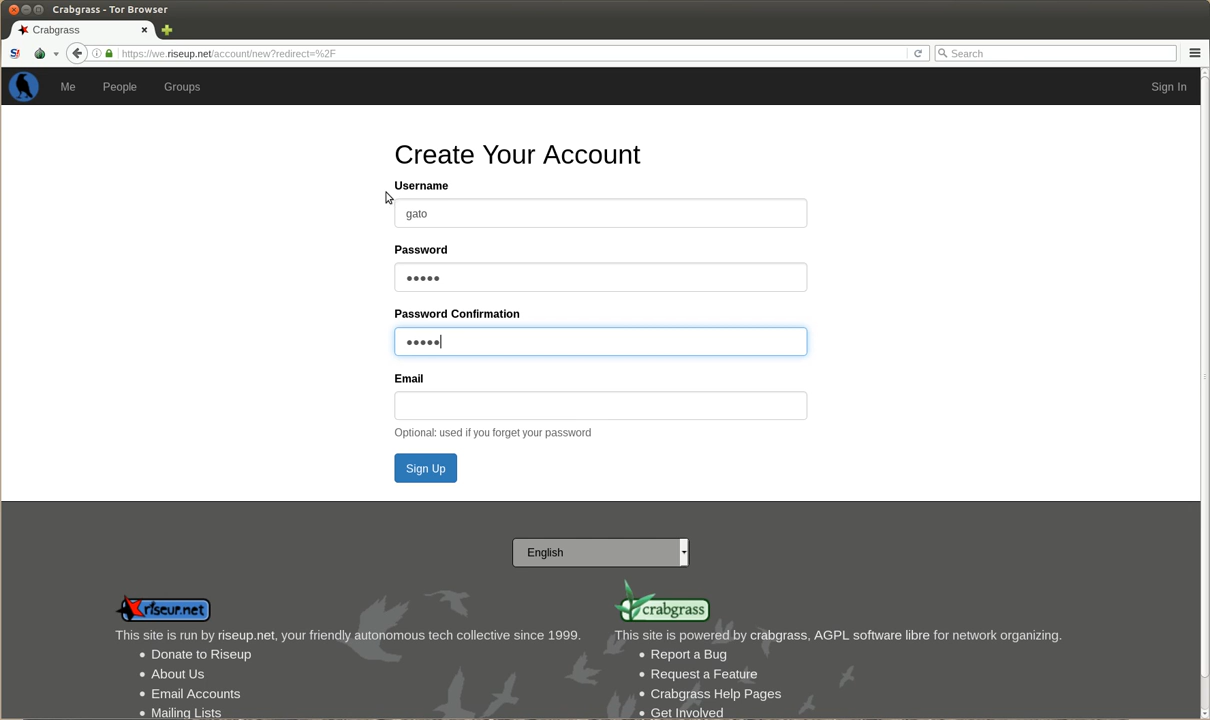 Crabgrass - Tor Browser
Crabgrass
https://we.riseup.net/account/new?redirect=%2F
Search
Me People Groups Sign In
Create Your Account
Username
gato
Password
●●●●●
Password Confirmation
●●●●●
Email
Optional: used if you forget your password
Sign Up
English
riseup.net
crabgrass
This site is run by riseup.net, your friendly autonomous tech collective since 1999.
• Donate to Riseup
• About Us
• Email Accounts
• Mailing Lists
This site is powered by crabgrass, AGPL software libre for network organizing.
• Report a Bug
• Request a Feature
• Crabgrass Help Pages
• Get Involved